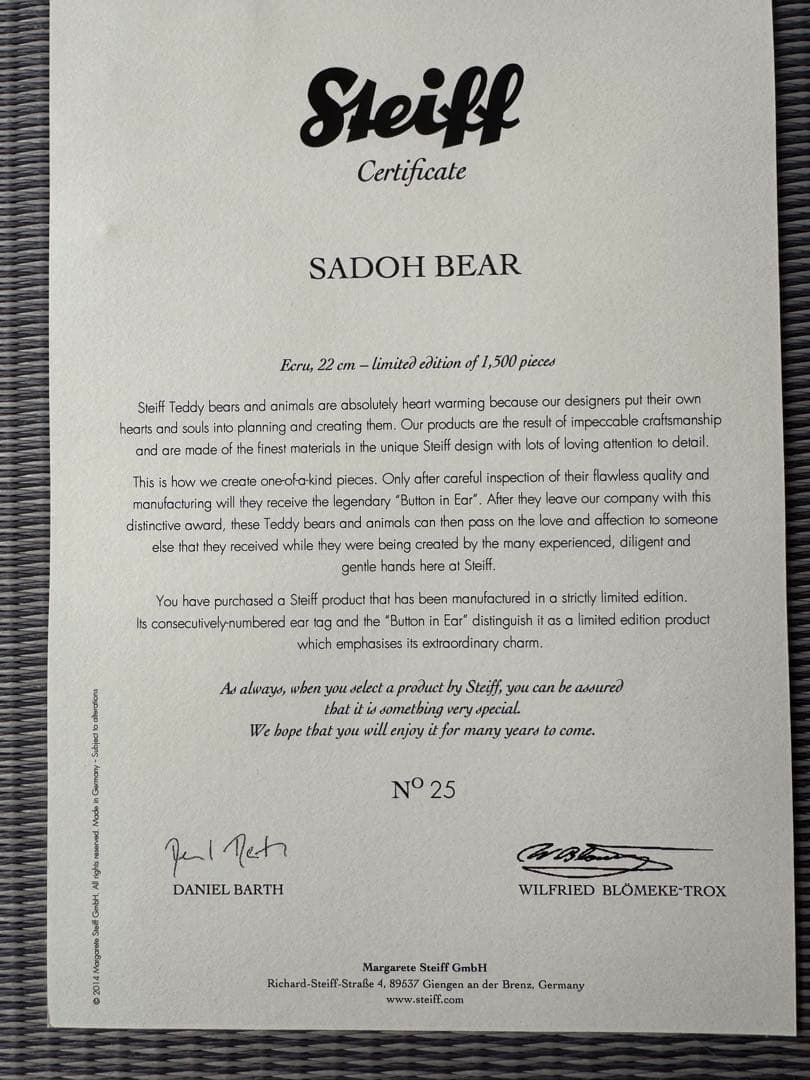 Steiff
Certificate
SADOH BEAR
Ecru, 22 cm – limited edition of 1,500 pieces
Steiff Teddy bears and animals are absolutely heart warming because our designers put their own
hearts and souls into planning and creating them. Our products are the result of impeccable craftsmanship
and are made of the finest materials in the unique Steiff design with lots of loving attention to detail.
This is how we create one-of-a-kind pieces. Only after careful inspection of their flawless quality and
manufacturing will they receive the legendary "Button in Ear". After they leave our company with this
distinctive award, these Teddy bears and animals can then pass on the love and affection to someone
else that they received while they were being created by the many experienced, diligent and
gentle hands here at Steiff.
You have purchased a Steiff product that has been manufactured in a strictly limited edition.
Its consecutively-numbered ear tag and the "Button in Ear" distinguish it as a limited edition product
which emphasises its extraordinary charm.
As always, when you select a product by Steiff, you can be assured
that it is something very special.
We hope that you will enjoy it for many years to come.
Nº 25
DANIEL BARTH
WILFRIED BLÖMEKE-TROX
Margarete Steiff GmbH
Richard-Steiff-Straße 4, 89537 Giengen an der Brenz, Germany
www.steiff.com
© 2014 Margarete Steiff GmbH. All rights reserved. Made in Germany - Subject to alterations